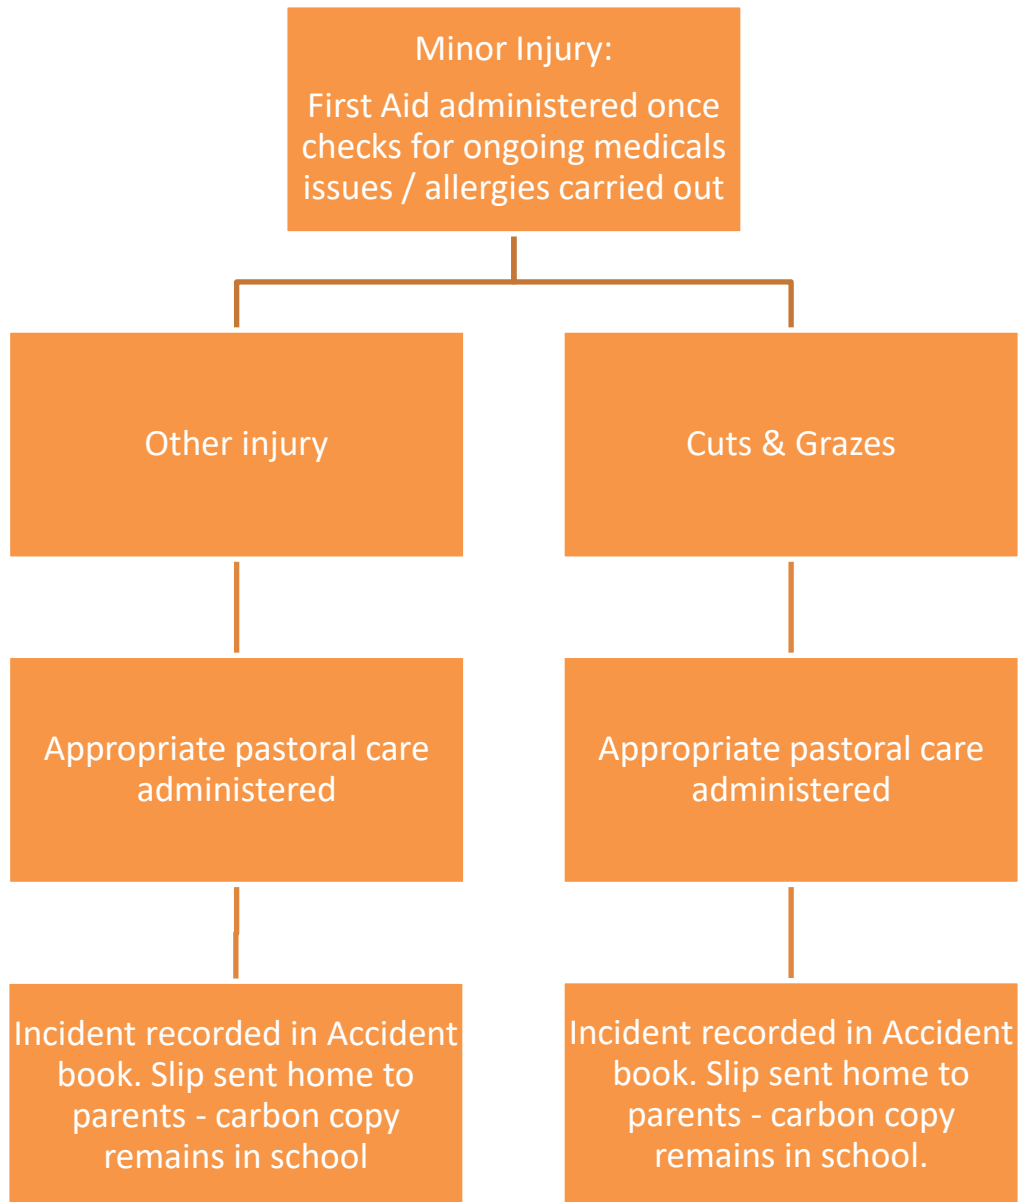 Minor Injury:
First Aid administered once
checks for ongoing medicals
issues / allergies carried out
Other injury
Cuts & Grazes
Appropriate pastoral care
administered
Appropriate pastoral care
administered
Incident recorded in Accident
book. Slip sent home to
parents - carbon copy
remains in school
Incident recorded in Accident
book. Slip sent home to
parents - carbon copy
remains in school.